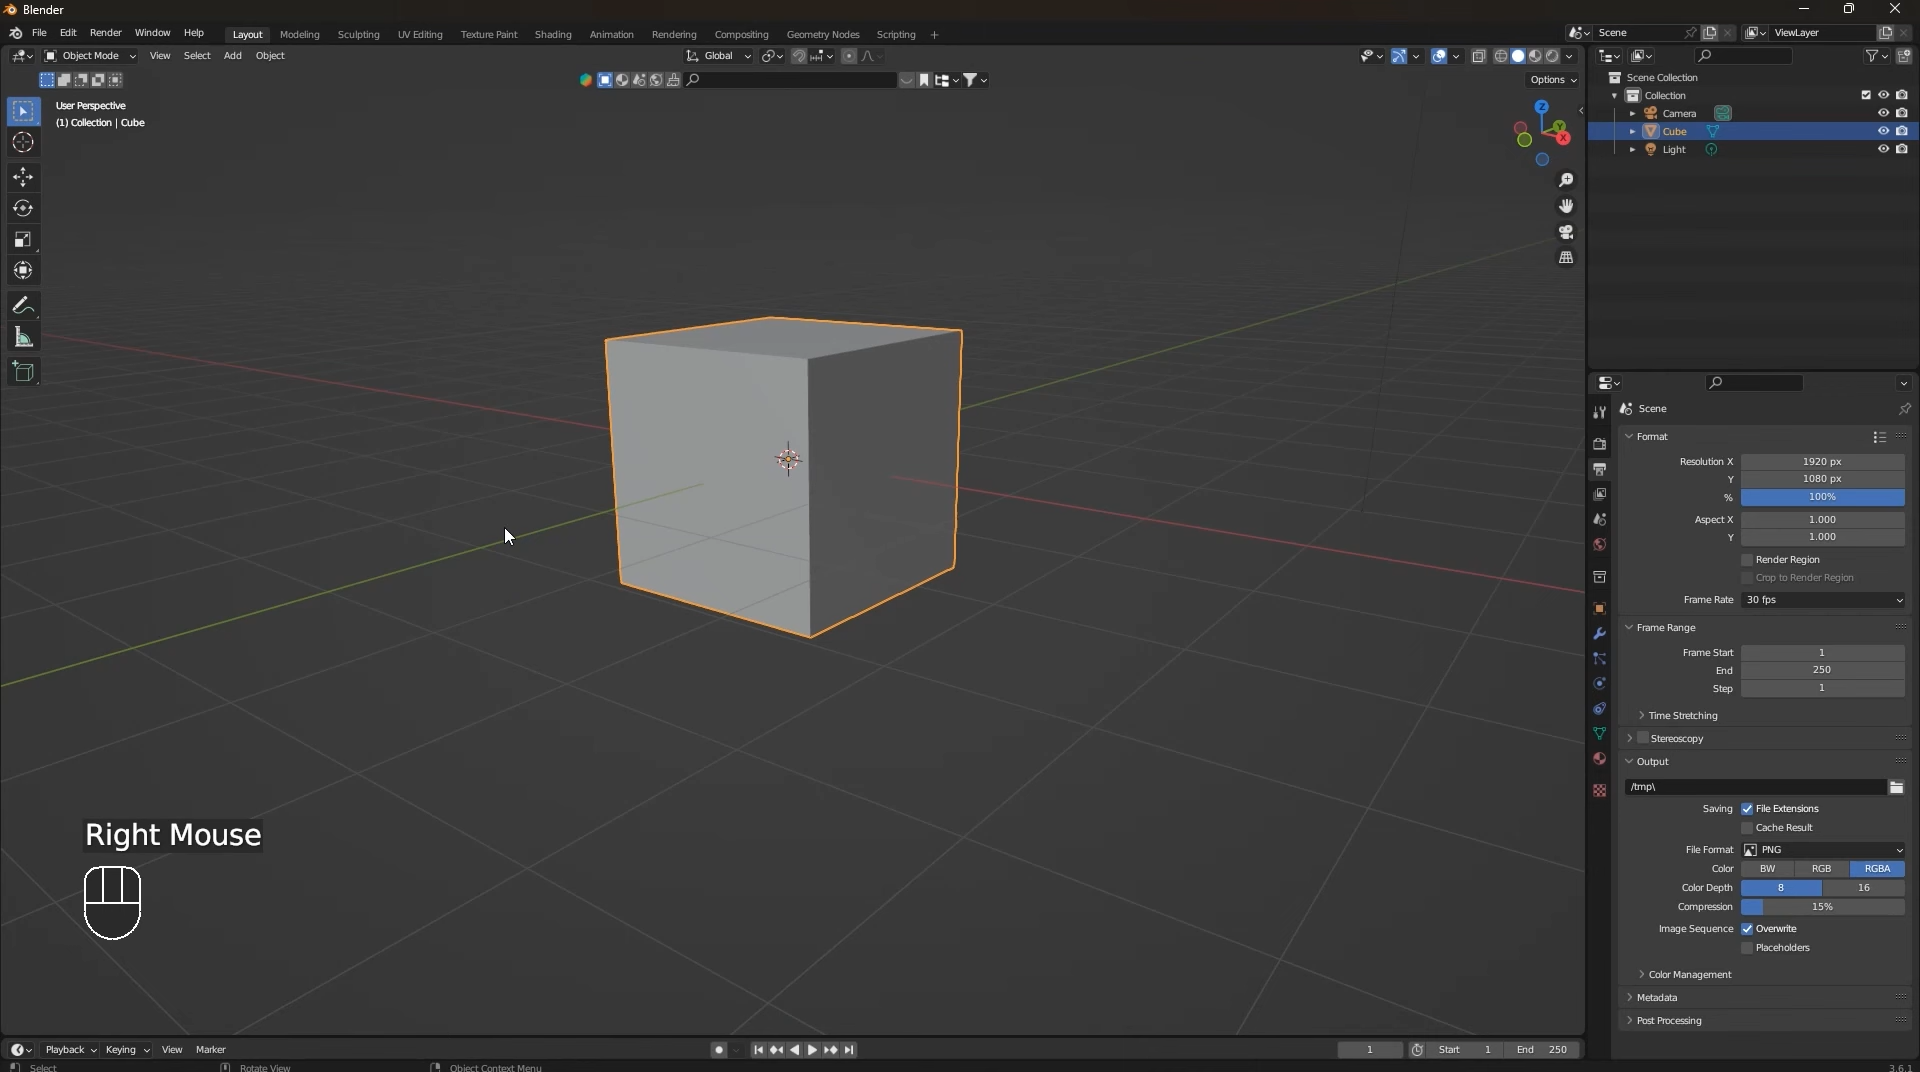 Blender
File Edit Render Window Help Layout Modeling Sculpting UV Editing Texture Paint Shading Animation Rendering Compositing Geometry Nodes Scripting + Scene ViewLayer
Object Mode View Select Add Object Global
Options
User Perspective
(1) Collection | Cube
Z
Y
X
Scene Collection
Collection
Camera
Cube
Light
Scene
Format
Resolution X 1920 px
Y 1080 px
% 100%
Aspect X 1.000
Y 1.000
Render Region
Crop to Render Region
Frame Rate 30 fps
Frame Range
Frame Start 1
End 250
Step 1
Time Stretching
Stereoscopy
Output
/tmp\
Saving File Extensions
Cache Result
File Format PNG
Color BW RGB RGBA
Color Depth 8 16
Compression 15%
Image Sequence Overwrite
Placeholders
Color Management
Metadata
Post Processing
Right Mouse
Playback Keying View Marker 1 Start 1 End 250
Select Rotate View Object Context Menu 3.6.1